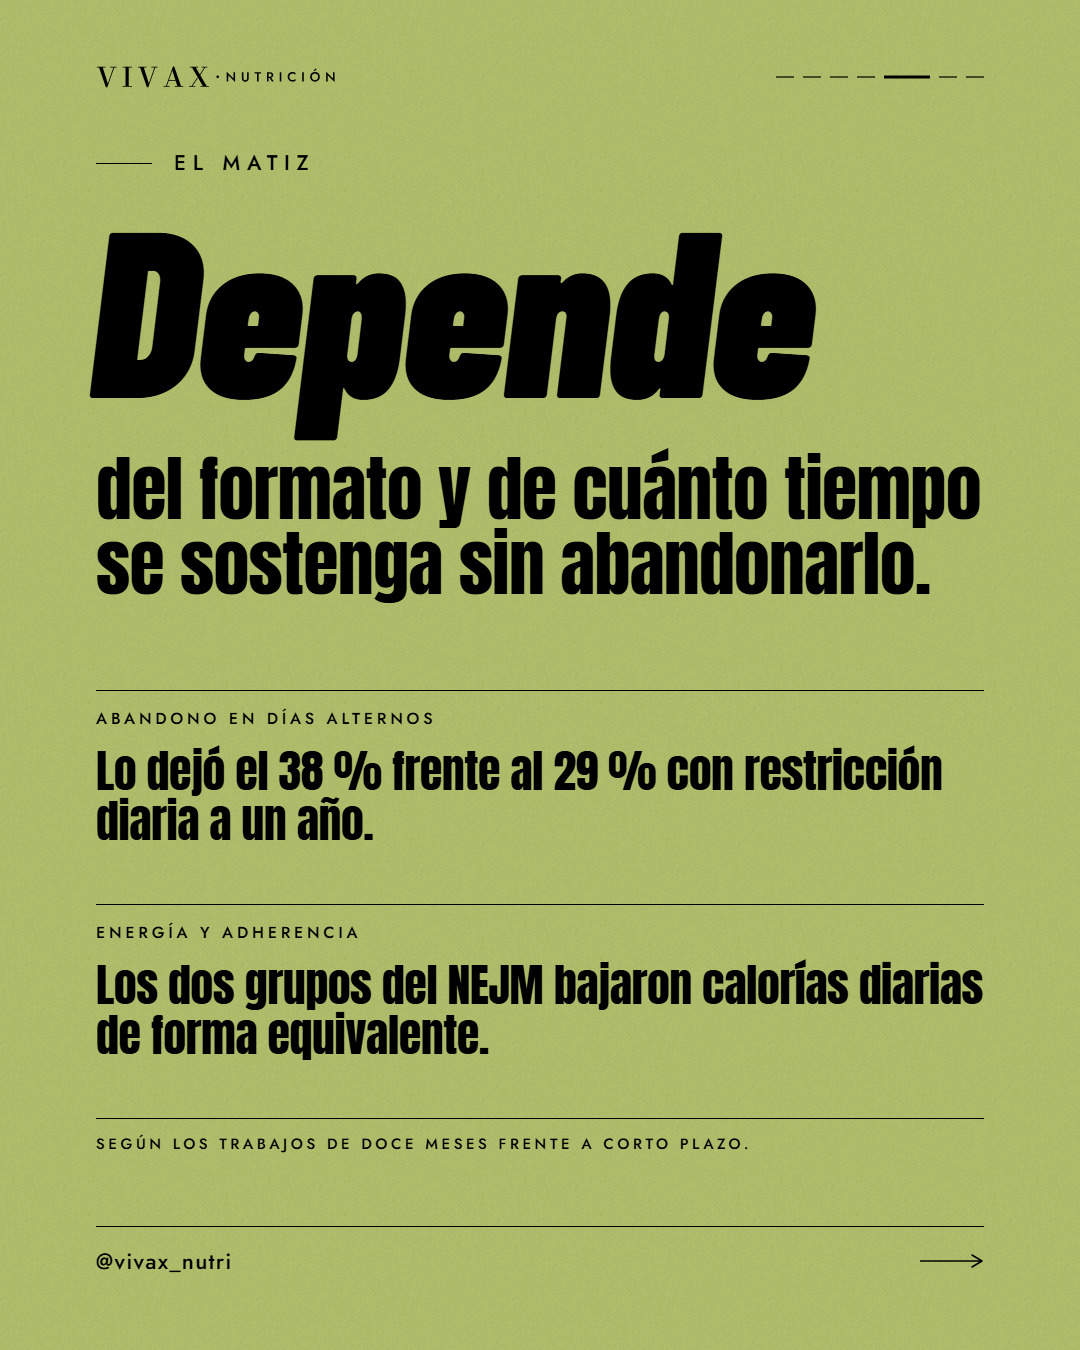 VIVAX·NUTRICIÓN
EL MATIZ
Depende
del formato y de cuánto tiempo
se sostenga sin abandonarlo.
ABANDONO EN DÍAS ALTERNOS
Lo dejó el 38 % frente al 29 % con restricción
diaria a un año.
ENERGÍA Y ADHERENCIA
Los dos grupos del NEJM bajaron calorías diarias
de forma equivalente.
SEGÚN LOS TRABAJOS DE DOCE MESES FRENTE A CORTO PLAZO.
@vivax_nutri